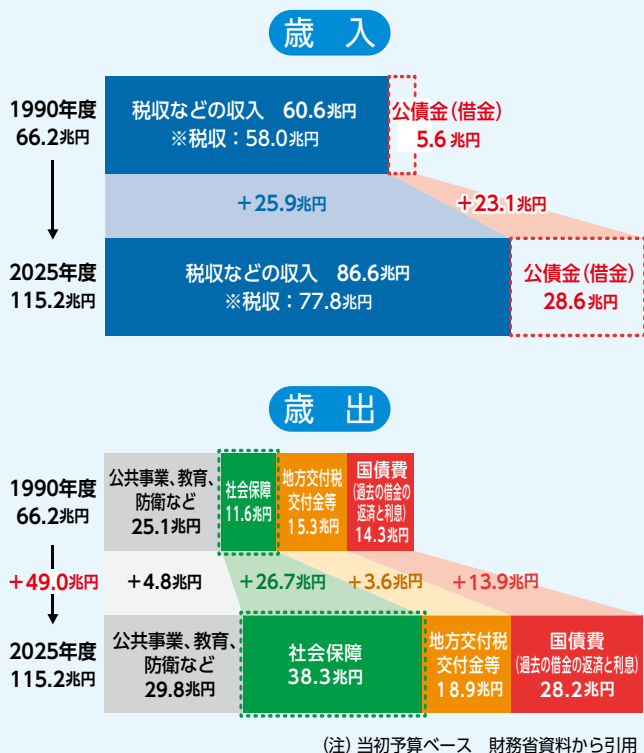 歳 入
1990年度
66.2兆円
税収などの収入 60.6兆円
※税収：58.0兆円
公債金(借金)
5.6兆円
+25.9兆円
+23.1兆円
2025年度
115.2兆円
税収などの収入 86.6兆円
※税収：77.8兆円
公債金(借金)
28.6兆円
歳 出
1990年度
66.2兆円
公共事業、教育、
防衛など
25.1兆円
社会保障
11.6兆円
地方交付税
交付金等
15.3兆円
国債費
(過去の借金の
返済と利息)
14.3兆円
+49.0兆円
+4.8兆円
+26.7兆円
+3.6兆円
+13.9兆円
2025年度
115.2兆円
公共事業、教育、
防衛など
29.8兆円
社会保障
38.3兆円
地方交付税
交付金等
18.9兆円
国債費
(過去の借金の返済と利息)
28.2兆円
(注) 当初予算ベース 財務省資料から引用